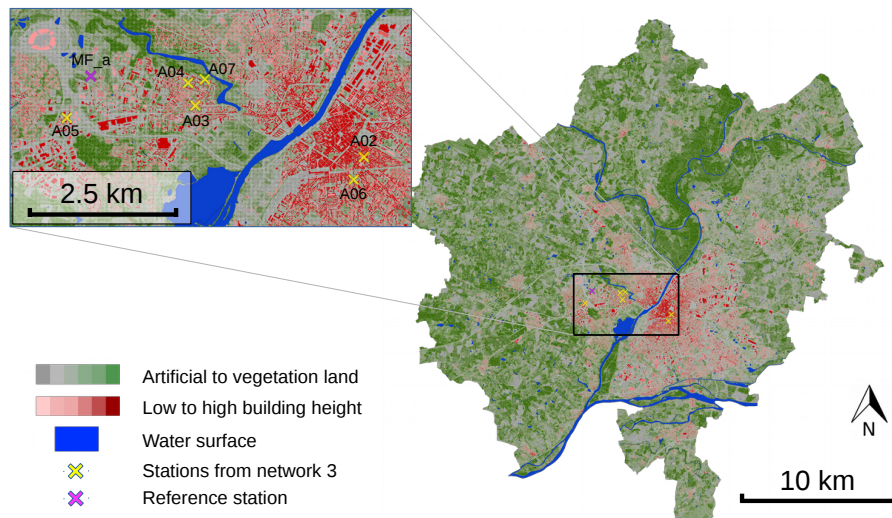 MF_a
A04
A07
A03
A05
A02
A06
2.5 km
Artificial to vegetation land
Low to high building height
Water surface
Stations from network 3
Reference station
N
10 km